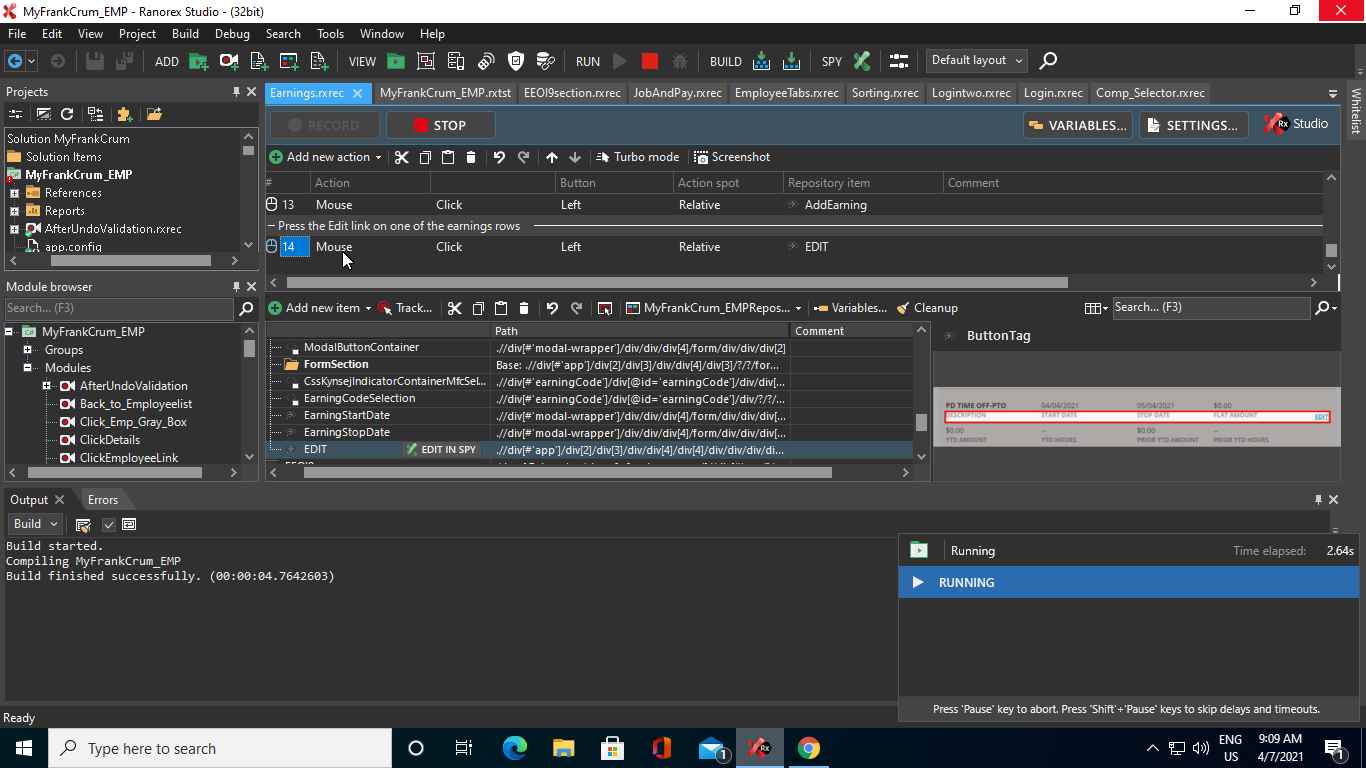 MyFrankCrum_EMP - Ranorex Studio - (32bit)
File Edit View Project Build Debug Search Tools Window Help
ADD VIEW RUN BUILD SPY Default layout
Projects
Earnings.rxrec MyFrankCrum_EMP.rxtst EEOI9section.rxrec JobAndPay.rxrec EmployeeTabs.rxrec Sorting.rxrec Logintwo.rxrec Login.rxrec Comp_Selector.rxrec
Whitelist
RECORD STOP VARIABLES... SETTINGS... Rx Studio
Solution MyFrankCrum
Solution Items
MyFrankCrum_EMP
References
Reports
AfterUndoValidation.rxrec
app.config
Add new action Turbo mode Screenshot
# Action Button Action spot Repository item Comment
13 Mouse Click Left Relative AddEarning
Press the Edit link on one of the earnings rows
14 Mouse Click Left Relative EDIT
Module browser
Search... (F3)
MyFrankCrum_EMP
Groups
Modules
AfterUndoValidation
Back_to_Employeelist
Click_Emp_Gray_Box
ClickDetails
ClickEmployeeLink
Add new item Track... MyFrankCrum_EMPRepos... Variables... Cleanup Search... (F3)
Path Comment
ModalButtonContainer .//div[#'modal-wrapper']/div/div/div[4]/form/div/div/div[2]
FormSection Base: .//div[#'app']/div[2]/div[3]/div/div[4]/div[3]/?/?/for...
CssKynsejIndicatorContainerMfcSel... .//div[#'earningCode']/div[@id='earningCode']/div/div[...
EarningCodeSelection .//div[#'earningCode']/div[@id='earningCode']/div/?/?/...
EarningStartDate .//div[#'modal-wrapper']/div/div/div[4]/form/div/div/div[...
EarningStopDate .//div[#'modal-wrapper']/div/div/div[4]/form/div/div/div[...
EDIT EDIT IN SPY .//div[#'app']/div[2]/div[3]/div/div[4]/div[4]/div/div/div/di...
ButtonTag
PD TIME OFF-PTO 04/04/2021 05/04/2021 $0.00
DESCRIPTION START DATE STOP DATE FLAT AMOUNT EDIT
$0.00 -- $0.00 --
YTD AMOUNT YTD HOURS PRIOR YTD AMOUNT PRIOR YTD HOURS
Output Errors
Build
Build started.
Compiling MyFrankCrum_EMP
Build finished successfully. (00:00:04.7642603)
Running Time elapsed: 2.64s
RUNNING
Press 'Pause' key to abort. Press 'Shift'+'Pause' keys to skip delays and timeouts.
Ready
Type here to search
1
Rx
ENG
US
9:09 AM
4/7/2021
1